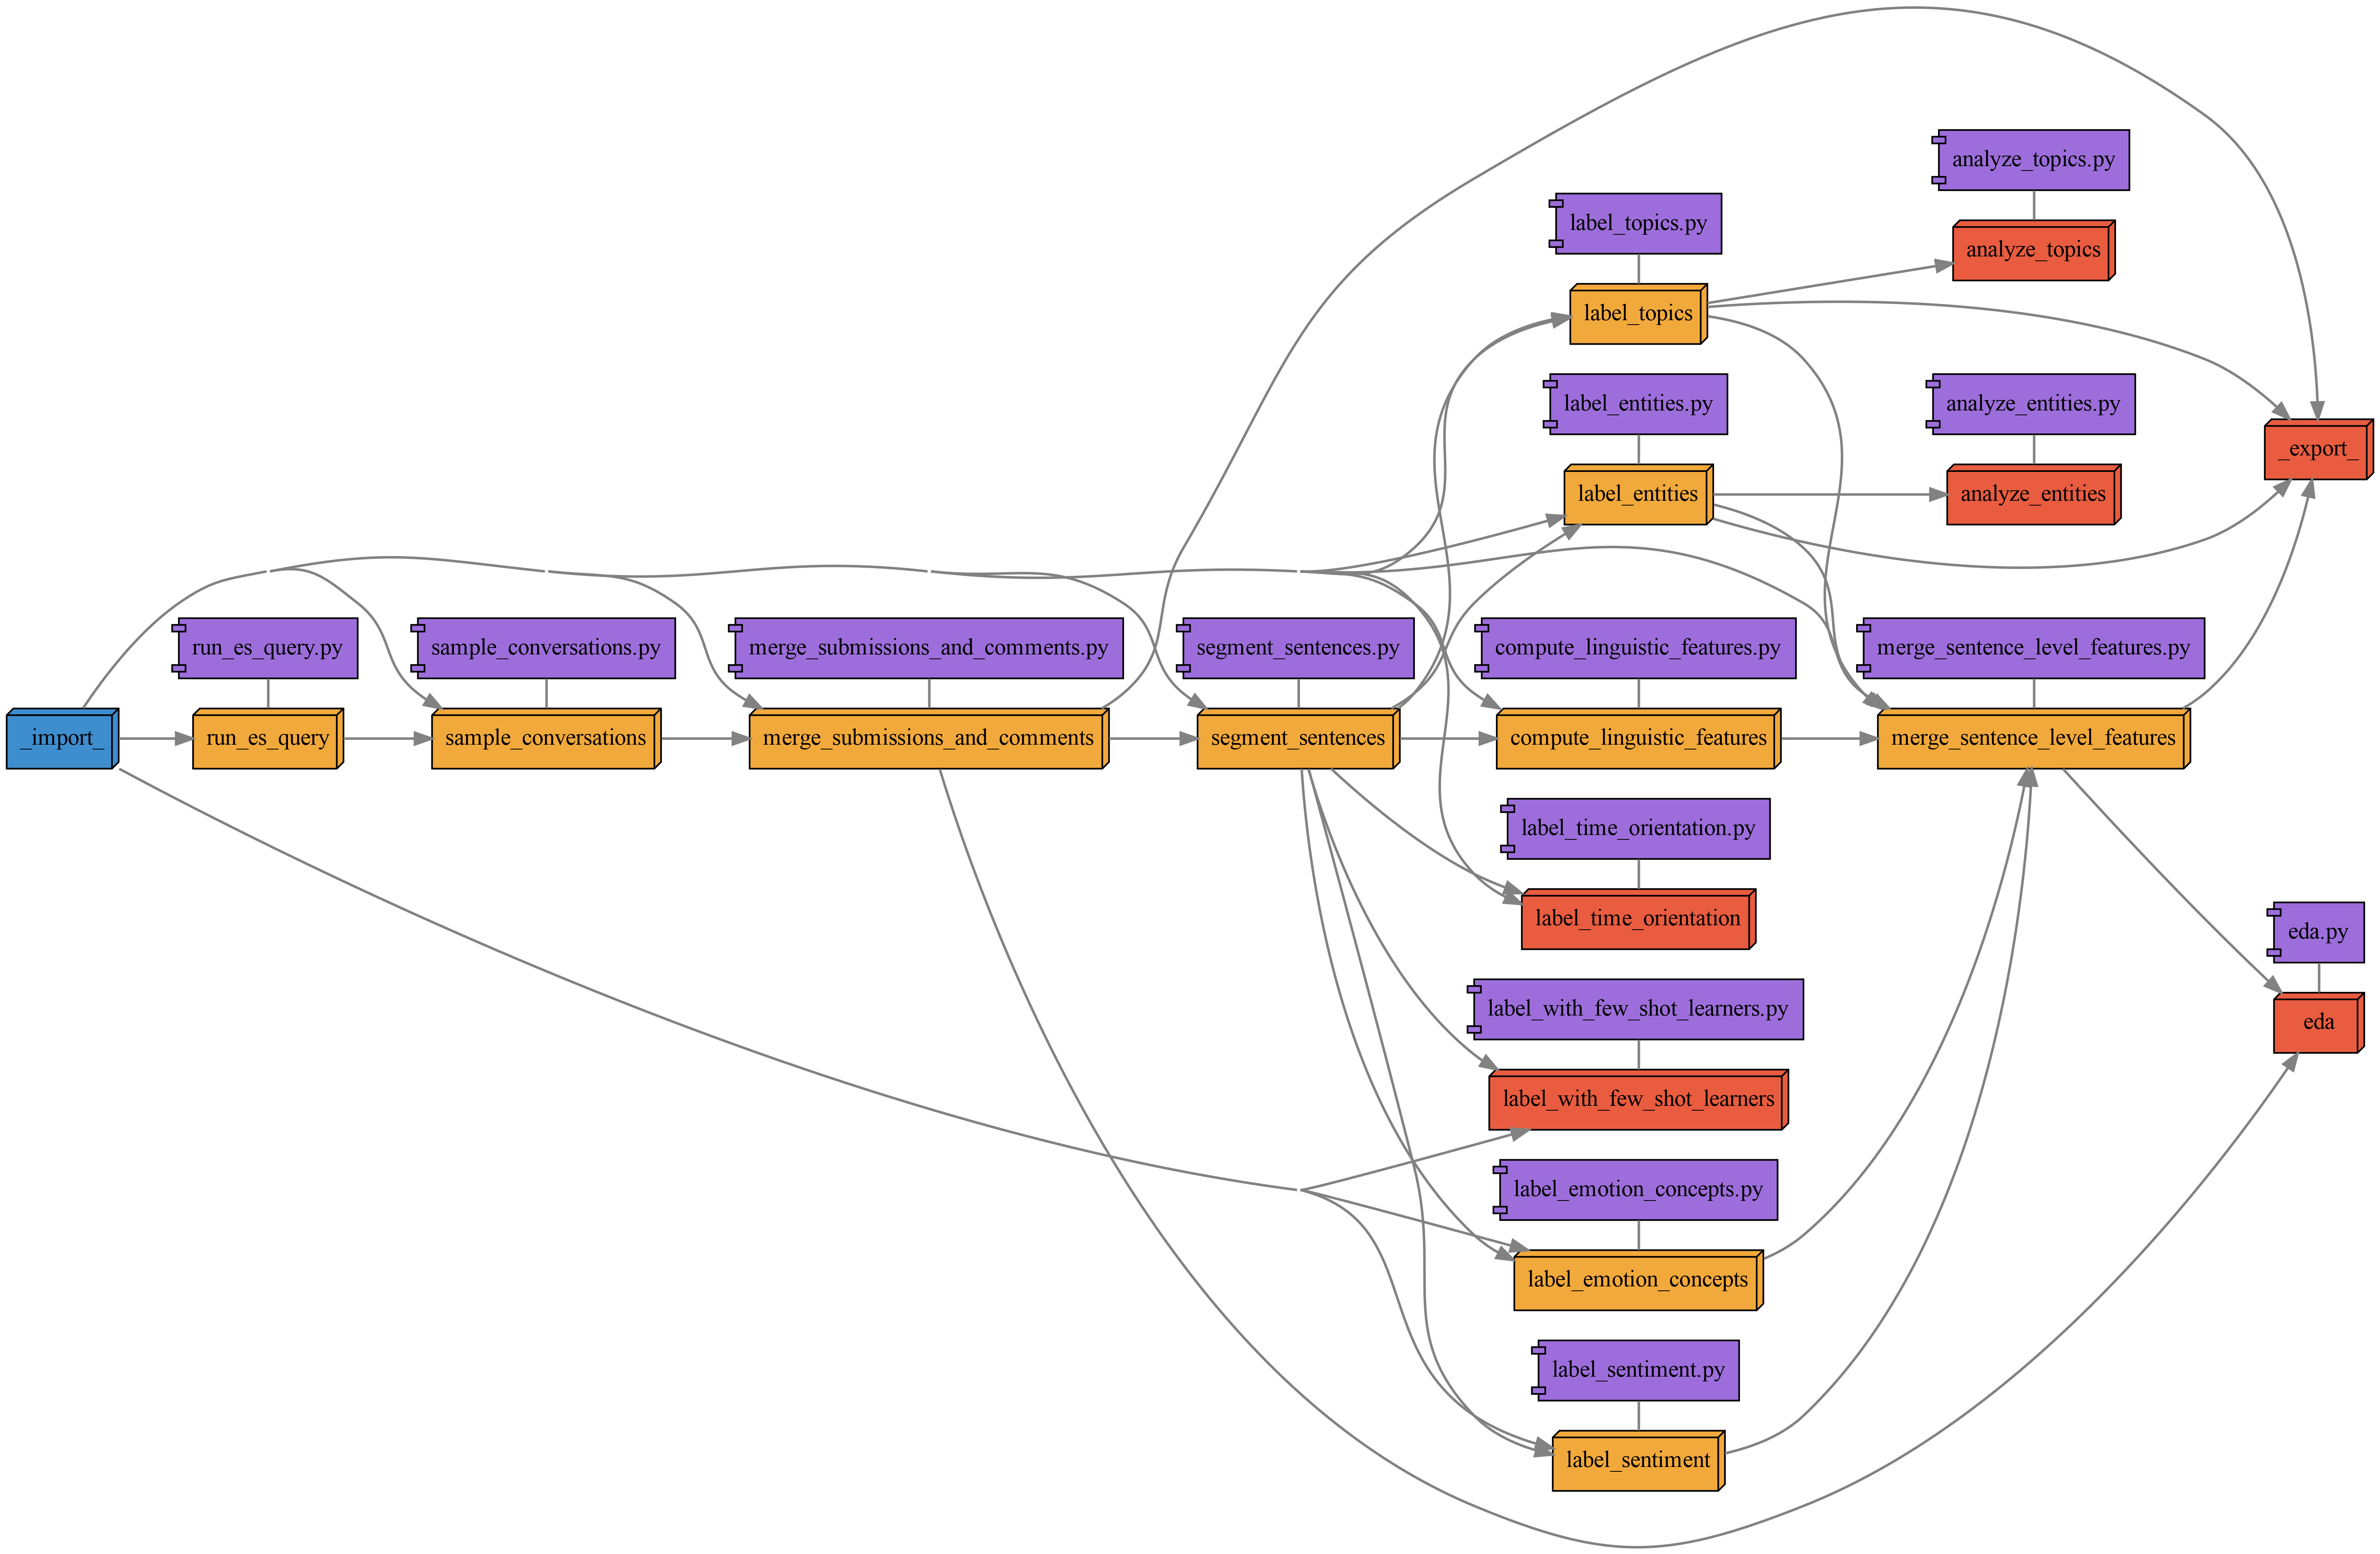 analyze_topics.py
label_topics.py
analyze_topics
label_topics
label_entities.py
analyze_entities.py
_export_
label_entities
analyze_entities
run_es_query.py
sample_conversations.py
merge_submissions_and_comments.py
segment_sentences.py
compute_linguistic_features.py
merge_sentence_level_features.py
_import_
run_es_query
sample_conversations
merge_submissions_and_comments
segment_sentences
compute_linguistic_features
merge_sentence_level_features
label_time_orientation.py
label_time_orientation
eda.py
label_with_few_shot_learners.py
eda
label_with_few_shot_learners
label_emotion_concepts.py
label_emotion_concepts
label_sentiment.py
label_sentiment